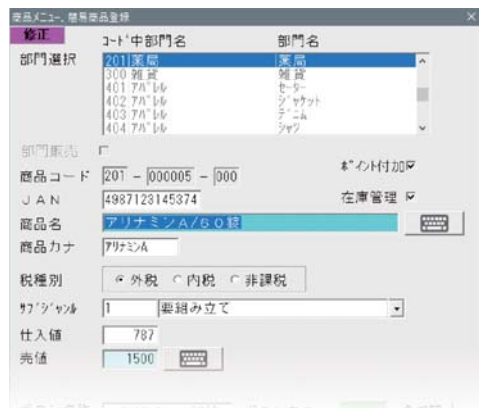 商品メニュー、簡易商品登録
修正
ｺｰﾄﾞ 中部門名 部門名
部門選択
201 薬局 薬局
300 雑貨 雑貨
401 ｱﾊﾟﾚﾙ ｾｰﾀｰ
402 ｱﾊﾟﾚﾙ ｼﾞｬｹｯﾄ
403 ｱﾊﾟﾚﾙ ﾃﾞﾆﾑ
404 ｱﾊﾟﾚﾙ ｼｬﾂ
部門販売
ﾎﾟｲﾝﾄ付加
商品コード 201 - 000005 - 000
ＪＡＮ 4987123145374 在庫管理
商品名 アリナミンA/60錠
商品カナ ｱﾘﾅﾐﾝA
税種別 外税 内税 非課税
ｻﾌﾞｼﾞｬﾝﾙ 1 要組み立て
仕入値 787
売値 1500